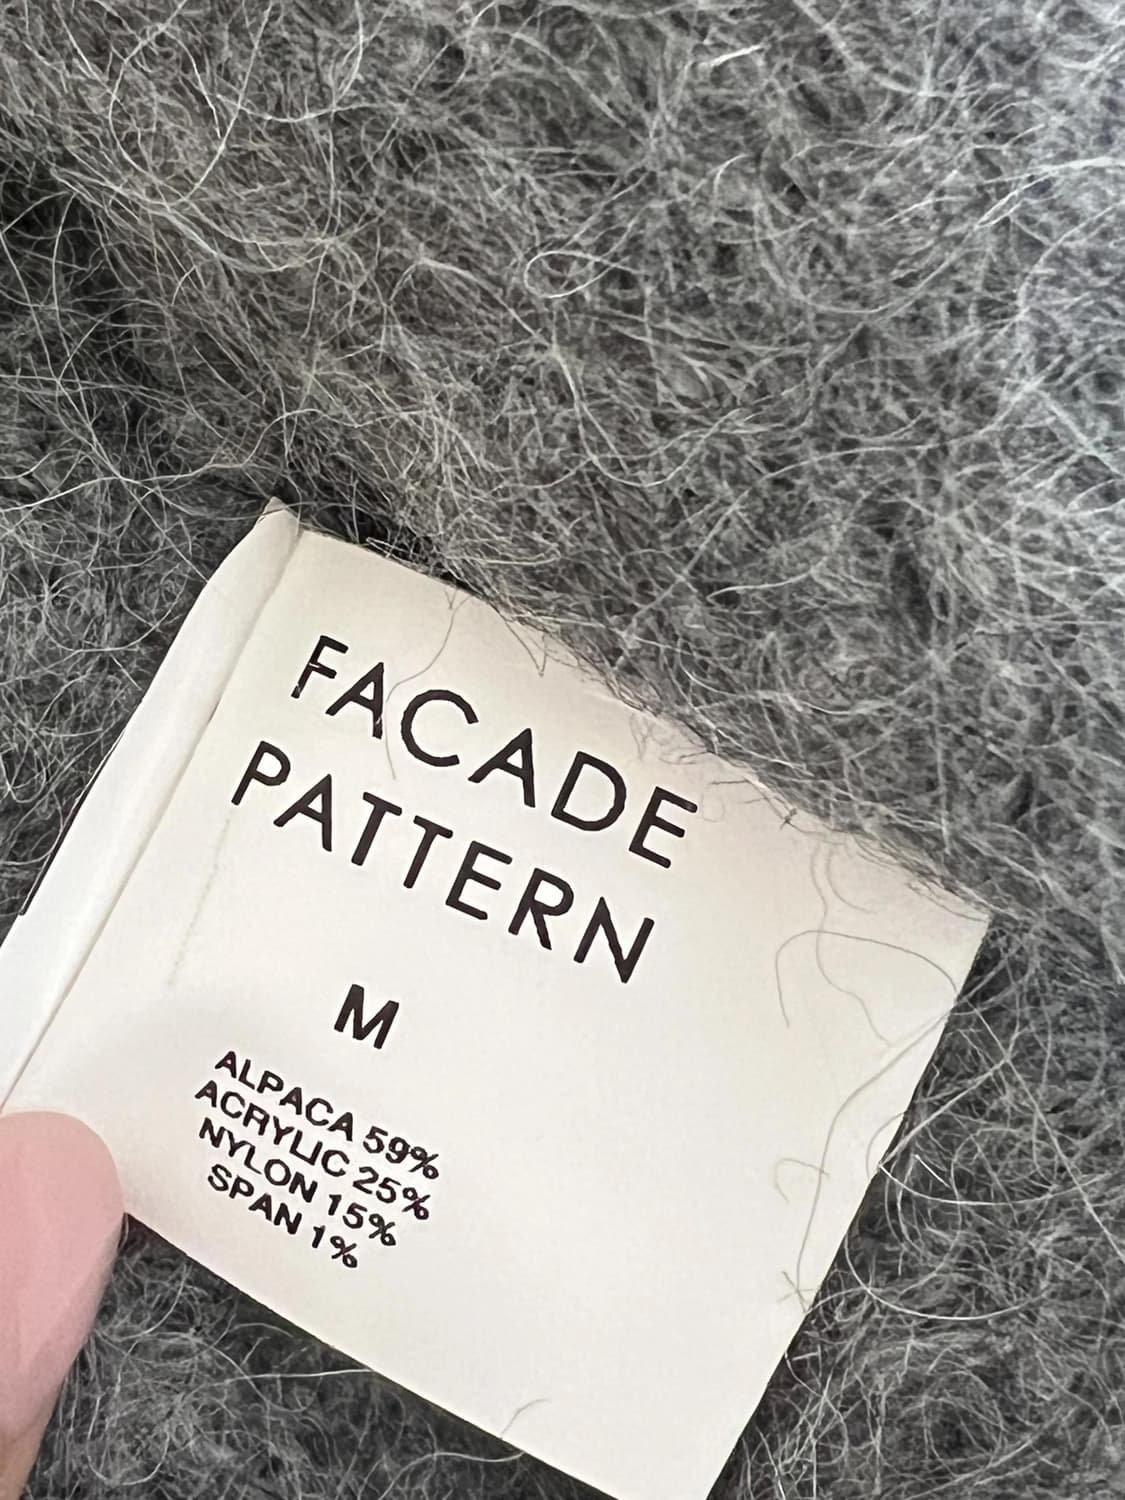 FACADE
PATTERN
M
ALPACA 59%
ACRYLIC 25%
NYLON 15%
SPAN 1%